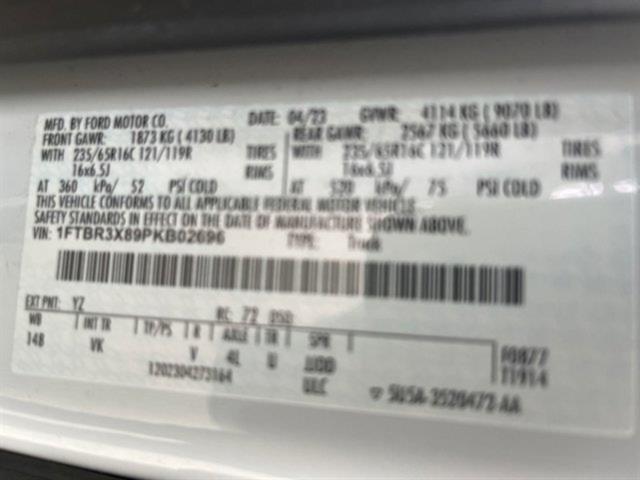 MFD. BY FORD MOTOR CO. DATE: 04/23 GVWR: 4114 KG ( 9070 LB)
FRONT GAWR: 1873 KG ( 4130 LB) REAR GAWR: 2567 KG ( 5660 LB)
WITH 235/65R16C 121/119R TIRES WITH 235/65R16C 121/119R TIRES
16x6.5J RIMS 16x6.5J RIMS
AT 360 kPa/ 52 PSI COLD AT 520 kPa/ 75 PSI COLD
THIS VEHICLE CONFORMS TO ALL APPLICABLE FEDERAL MOTOR VEHICLE
SAFETY STANDARDS IN EFFECT ON THE DATE OF MANUFACTURE SHOWN ABOVE.
VIN: 1FTBR3X89PKB02696 TYPE: Truck
EXT PNT: YZ RC: 72 DSO:
WB INT TR TP/PS R AXLE TR SPR
148 VK V 4L U
1202304273164 F0877
T1914